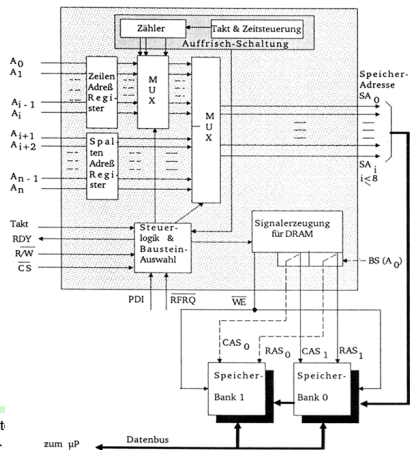 Zähler
Takt & Zeitsteuerung
Auffrisch-Schaltung
A0
A1
Ai - 1
Ai
Zeilen
Adreß
Regi-
ster
MUX
MUX
Speicher-
Adresse
SA0
SAi
i≤8
Ai+1
Ai+2
An - 1
An
Spal-
ten
Adreß
Regi-
ster
Takt
RDY
R/W
CS
Steuer-
logik &
Baustein-
Auswahl
Signalerzeugung
für DRAM
BS (A0)
PDI
RFRQ
WE
CAS0
RAS0
CAS1
RAS1
Speicher-
Bank 1
Speicher-
Bank 0
zum µP
Datenbus